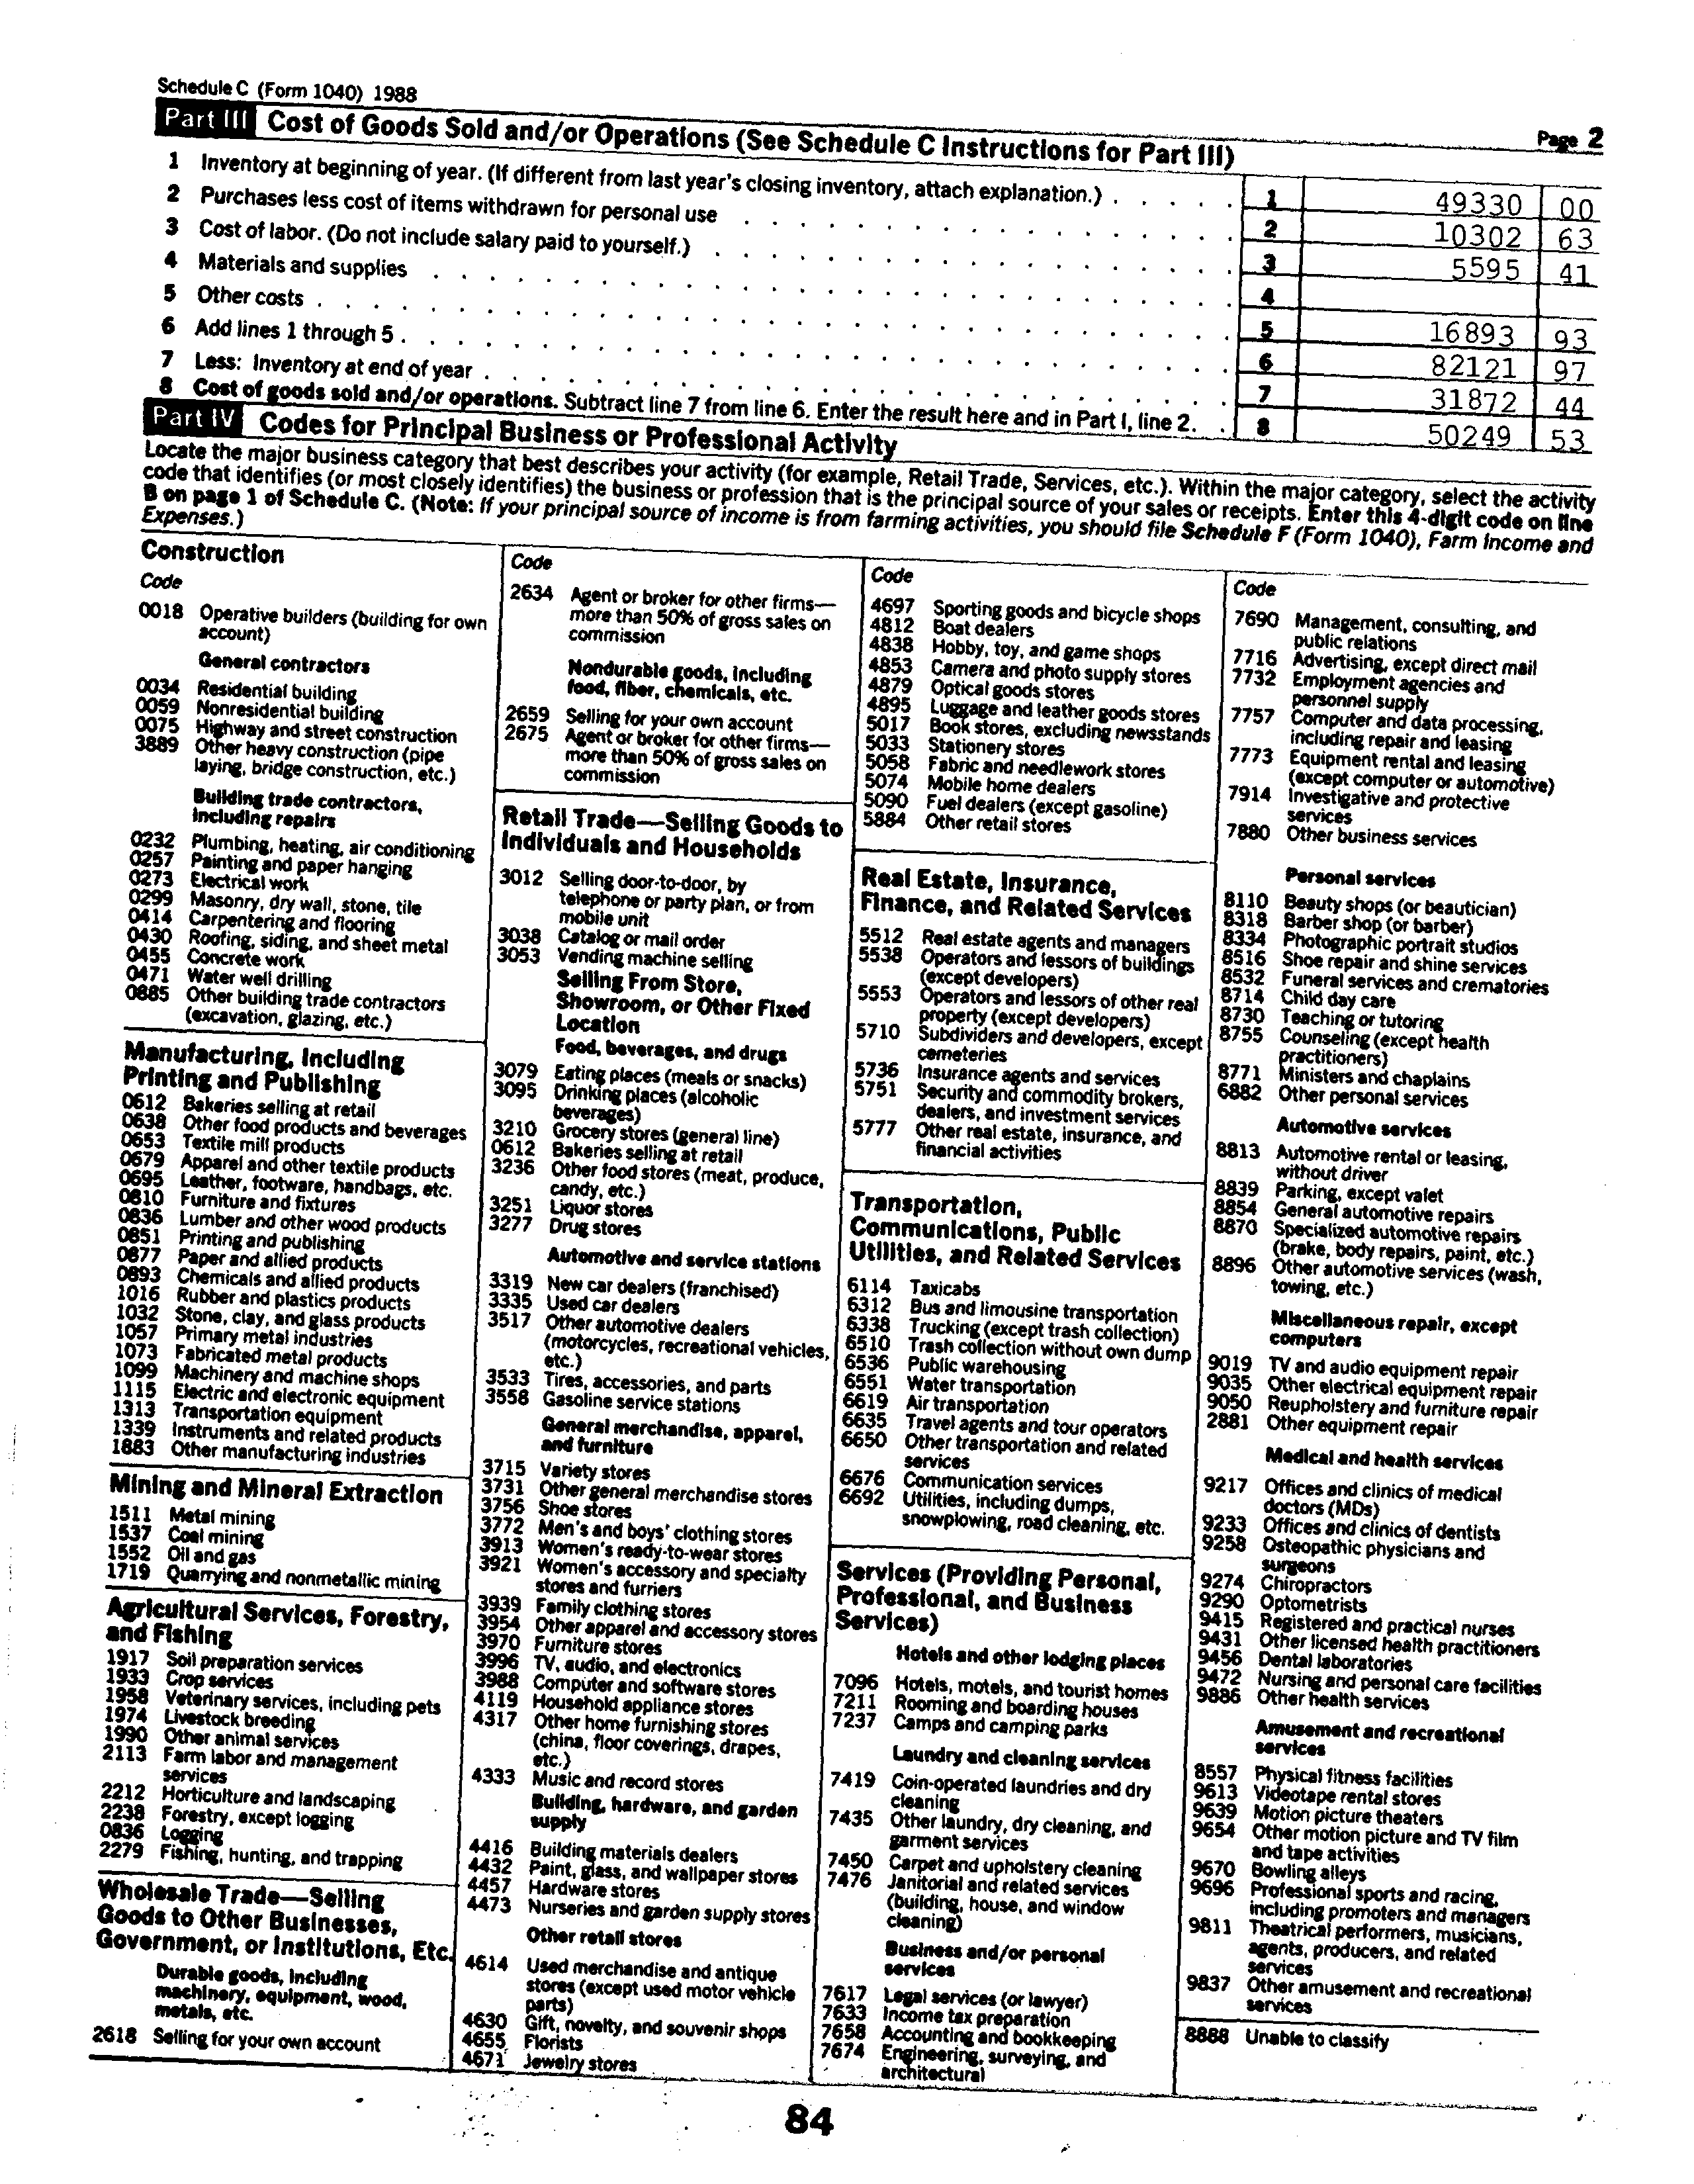 Schedule C (Form 1040) 1988
Page 2
Part III Cost of Goods Sold and/or Operations (See Schedule C Instructions for Part III)
1 Inventory at beginning of year. (If different from last year's closing inventory, attach explanation.) . . . . . 1 49330 00
2 Purchases less cost of items withdrawn for personal use 2 10302 63
3 Cost of labor. (Do not include salary paid to yourself.) 3 5595 41
4 Materials and supplies 4
5 Other costs 5 16893 93
6 Add lines 1 through 5 6 82121 97
7 Less: Inventory at end of year 7 31872 44
8 Cost of goods sold and/or operations. Subtract line 7 from line 6. Enter the result here and in Part I, line 2. . 8 50249 53
Part IV Codes for Principal Business or Professional Activity
Locate the major business category that best describes your activity (for example, Retail Trade, Services, etc.). Within the major category, select the activity
code that identifies (or most closely identifies) the business or profession that is the principal source of your sales or receipts. Enter this 4-digit code on line
B on page 1 of Schedule C. (Note: If your principal source of income is from farming activities, you should file Schedule F (Form 1040), Farm Income and
Expenses.)
Construction
Code
0018 Operative builders (building for own
account)
General contractors
0034 Residential building
0059 Nonresidential building
0075 Highway and street construction
3889 Other heavy construction (pipe
laying, bridge construction, etc.)
Building trade contractors,
including repairs
0232 Plumbing, heating, air conditioning
0257 Painting and paper hanging
0273 Electrical work
0299 Masonry, dry wall, stone, tile
0414 Carpentering and flooring
0430 Roofing, siding, and sheet metal
0455 Concrete work
0471 Water well drilling
0885 Other building trade contractors
(excavation, glazing, etc.)
Manufacturing, Including
Printing and Publishing
0612 Bakeries selling at retail
0638 Other food products and beverages
0653 Textile mill products
0679 Apparel and other textile products
0695 Leather, footware, handbags, etc.
0810 Furniture and fixtures
0836 Lumber and other wood products
0851 Printing and publishing
0877 Paper and allied products
0893 Chemicals and allied products
1016 Rubber and plastics products
1032 Stone, clay, and glass products
1057 Primary metal industries
1073 Fabricated metal products
1099 Machinery and machine shops
1115 Electric and electronic equipment
1313 Transportation equipment
1339 Instruments and related products
1883 Other manufacturing industries
Mining and Mineral Extraction
1511 Metal mining
1537 Coal mining
1552 Oil and gas
1719 Quarrying and nonmetallic mining
Agricultural Services, Forestry,
and Fishing
1917 Soil preparation services
1933 Crop services
1958 Veterinary services, including pets
1974 Livestock breeding
1990 Other animal services
2113 Farm labor and management
services
2212 Horticulture and landscaping
2238 Forestry, except logging
0836 Logging
2279 Fishing, hunting, and trapping
Wholesale Trade—Selling
Goods to Other Businesses,
Government, or Institutions, Etc.
Durable goods, including
machinery, equipment, wood,
metals, etc.
2618 Selling for your own account
Code
2634 Agent or broker for other firms—
more than 50% of gross sales on
commission
Nondurable goods, including
food, fiber, chemicals, etc.
2659 Selling for your own account
2675 Agent or broker for other firms—
more than 50% of gross sales on
commission
Retail Trade—Selling Goods to
Individuals and Households
3012 Selling door-to-door, by
telephone or party plan, or from
mobile unit
3038 Catalog or mail order
3053 Vending machine selling
Selling From Store,
Showroom, or Other Fixed
Location
Food, beverages, and drugs
3079 Eating places (meals or snacks)
3095 Drinking places (alcoholic
beverages)
3210 Grocery stores (general line)
0612 Bakeries selling at retail
3236 Other food stores (meat, produce,
candy, etc.)
3251 Liquor stores
3277 Drug stores
Automotive and service stations
3319 New car dealers (franchised)
3335 Used car dealers
3517 Other automotive dealers
(motorcycles, recreational vehicles,
etc.)
3533 Tires, accessories, and parts
3558 Gasoline service stations
General merchandise, apparel,
and furniture
3715 Variety stores
3731 Other general merchandise stores
3756 Shoe stores
3772 Men's and boys' clothing stores
3913 Women's ready-to-wear stores
3921 Women's accessory and specialty
stores and furriers
3939 Family clothing stores
3954 Other apparel and accessory stores
3970 Furniture stores
3996 TV, audio, and electronics
3988 Computer and software stores
4119 Household appliance stores
4317 Other home furnishing stores
(china, floor coverings, drapes,
etc.)
4333 Music and record stores
Building, hardware, and garden
supply
4416 Building materials dealers
4432 Paint, glass, and wallpaper stores
4457 Hardware stores
4473 Nurseries and garden supply stores
Other retail stores
4614 Used merchandise and antique
stores (except used motor vehicle
parts)
4630 Gift, novelty, and souvenir shops
4655 Florists
4671 Jewelry stores
Code
4697 Sporting goods and bicycle shops
4812 Boat dealers
4838 Hobby, toy, and game shops
4853 Camera and photo supply stores
4879 Optical goods stores
4895 Luggage and leather goods stores
5017 Book stores, excluding newsstands
5033 Stationery stores
5058 Fabric and needlework stores
5074 Mobile home dealers
5090 Fuel dealers (except gasoline)
5884 Other retail stores
Real Estate, Insurance,
Finance, and Related Services
5512 Real estate agents and managers
5538 Operators and lessors of buildings
(except developers)
5553 Operators and lessors of other real
property (except developers)
5710 Subdividers and developers, except
cemeteries
5736 Insurance agents and services
5751 Security and commodity brokers,
dealers, and investment services
5777 Other real estate, insurance, and
financial activities
Transportation,
Communications, Public
Utilities, and Related Services
6114 Taxicabs
6312 Bus and limousine transportation
6338 Trucking (except trash collection)
6510 Trash collection without own dump
6536 Public warehousing
6551 Water transportation
6619 Air transportation
6635 Travel agents and tour operators
6650 Other transportation and related
services
6676 Communication services
6692 Utilities, including dumps,
snowplowing, road cleaning, etc.
Services (Providing Personal,
Professional, and Business
Services)
Hotels and other lodging places
7096 Hotels, motels, and tourist homes
7211 Rooming and boarding houses
7237 Camps and camping parks
Laundry and cleaning services
7419 Coin-operated laundries and dry
cleaning
7435 Other laundry, dry cleaning, and
garment services
7450 Carpet and upholstery cleaning
7476 Janitorial and related services
(building, house, and window
cleaning)
Business and/or personal
services
7617 Legal services (or lawyer)
7633 Income tax preparation
7658 Accounting and bookkeeping
7674 Engineering, surveying, and
architectural
Code
7690 Management, consulting, and
public relations
7716 Advertising, except direct mail
7732 Employment agencies and
personnel supply
7757 Computer and data processing,
including repair and leasing
7773 Equipment rental and leasing
(except computer or automotive)
7914 Investigative and protective
services
7880 Other business services
Personal services
8110 Beauty shops (or beautician)
8318 Barber shop (or barber)
8334 Photographic portrait studios
8516 Shoe repair and shine services
8532 Funeral services and crematories
8714 Child day care
8730 Teaching or tutoring
8755 Counseling (except health
practitioners)
8771 Ministers and chaplains
6882 Other personal services
Automotive services
8813 Automotive rental or leasing,
without driver
8839 Parking, except valet
8854 General automotive repairs
8870 Specialized automotive repairs
(brake, body repairs, paint, etc.)
8896 Other automotive services (wash,
towing, etc.)
Miscellaneous repair, except
computers
9019 TV and audio equipment repair
9035 Other electrical equipment repair
9050 Reupholstery and furniture repair
2881 Other equipment repair
Medical and health services
9217 Offices and clinics of medical
doctors (MDs)
9233 Offices and clinics of dentists
9258 Osteopathic physicians and
surgeons
9274 Chiropractors
9290 Optometrists
9415 Registered and practical nurses
9431 Other licensed health practitioners
9456 Dental laboratories
9472 Nursing and personal care facilities
9886 Other health services
Amusement and recreational
services
8557 Physical fitness facilities
9613 Videotape rental stores
9639 Motion picture theaters
9654 Other motion picture and TV film
and tape activities
9670 Bowling alleys
9696 Professional sports and racing,
including promoters and managers
9811 Theatrical performers, musicians,
agents, producers, and related
services
9837 Other amusement and recreational
services
8888 Unable to classify
84